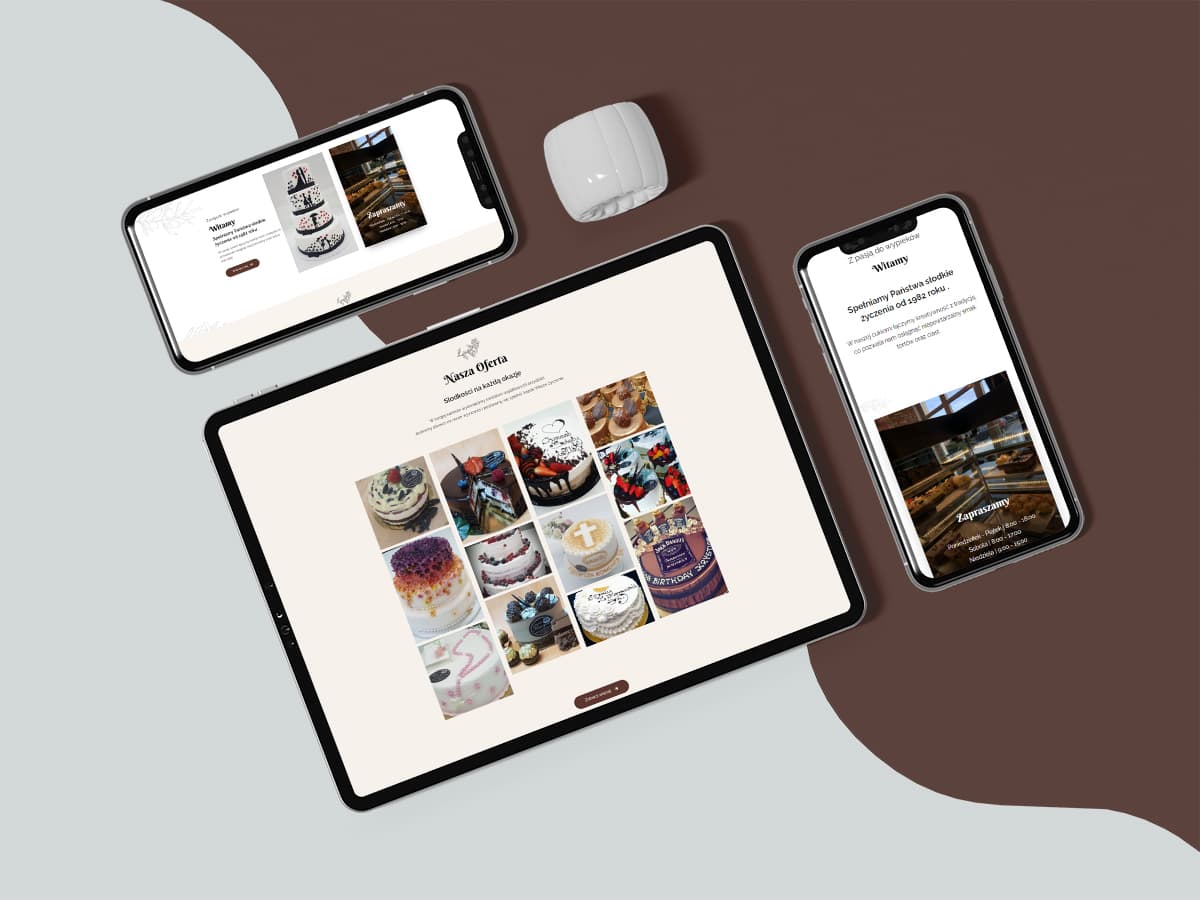 Witamy
Spełniamy Państwa słodkie
życzenia od 1982 roku .
Zapraszamy
Nasza Oferta
Słodkości na każdą okazję
Zobacz więcej
Jack Daniel's
BIRTHDAY
Z pasją do wypieków
Witamy
Spełniamy Państwa słodkie
życzenia od 1982 roku .
W naszej cukierni łączymy kreatywność z tradycją,
co pozwala nam osiągnąć niepowtarzalny smak
tortów oraz ciast.
Zapraszamy
Poniedziałek - Piątek | 8:00 - 18:00
Sobota | 8:00 - 17:00
Niedziela | 9:00 - 15:00